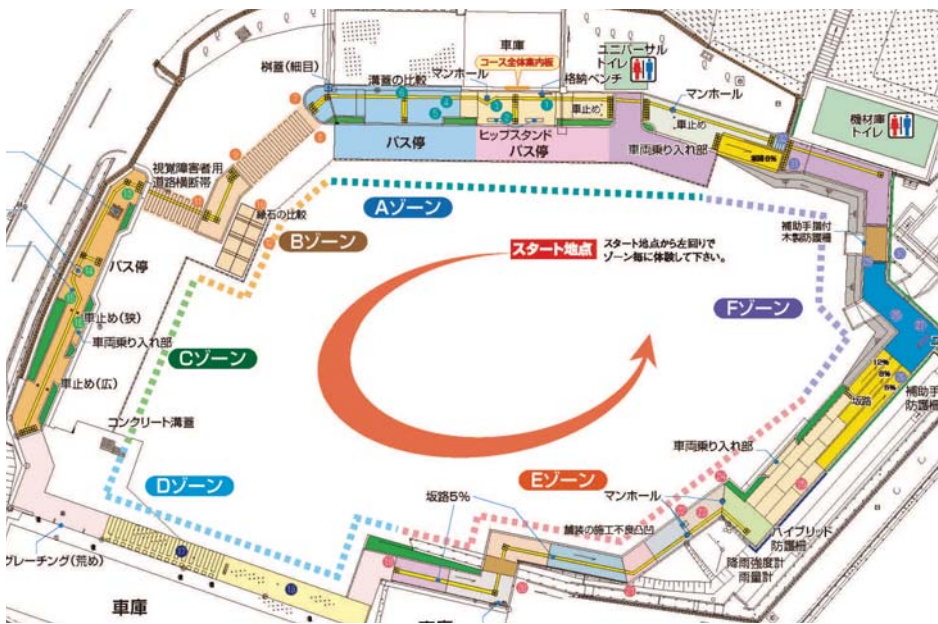 車庫
コース全体案内板
ユニバーサル
トイレ
桝蓋(細目)
溝蓋の比較
マンホール
格納ベンチ
マンホール
車止め
車止め
機材庫
トイレ
バス停
ヒップスタンド
バス停
車両乗り入れ部
坂路8%
視覚障害者用
道路横断帯
縁石の比較
Aゾーン
Bゾーン
スタート地点
スタート地点から左回りで
ゾーン毎に体験して下さい。
補助手摺付
木製防護柵
バス停
Fゾーン
車止め(狭)
車両乗り入れ部
Cゾーン
車止め(広)
12%
8%
5%
坂路
補助手
防護柵
コンクリート溝蓋
車両乗り入れ部
Dゾーン
Eゾーン
坂路5%
マンホール
舗装の施工不良凸凹
ハイブリッド
防護柵
グレーチング(荒め)
降雨強度計
雨量計
車庫